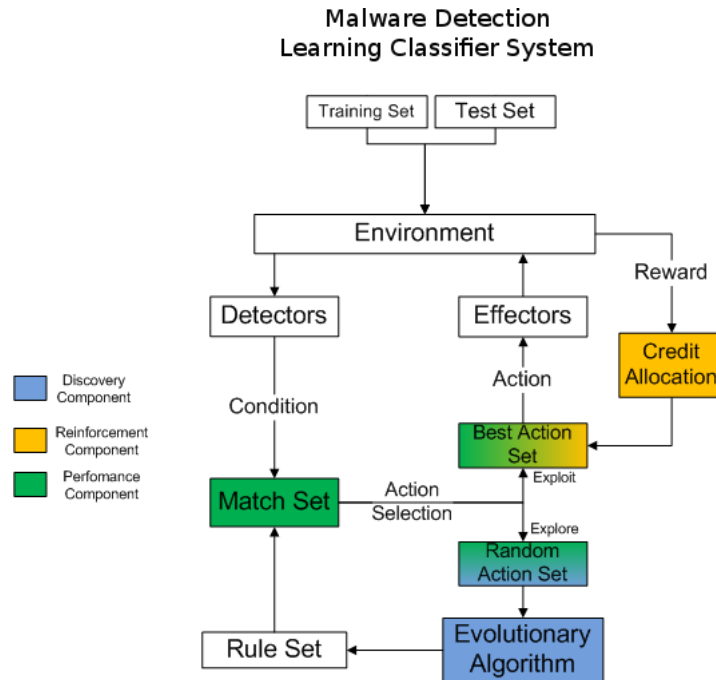 Malware Detection
Learning Classifier System
Training Set
Test Set
Environment
Reward
Detectors
Effectors
Credit
Allocation
Discovery
Component
Action
Condition
Reinforcement
Component
Best Action
Set
Perfomance
Component
Match Set
Action
Selection
Exploit
Explore
Random
Action Set
Rule Set
Evolutionary
Algorithm